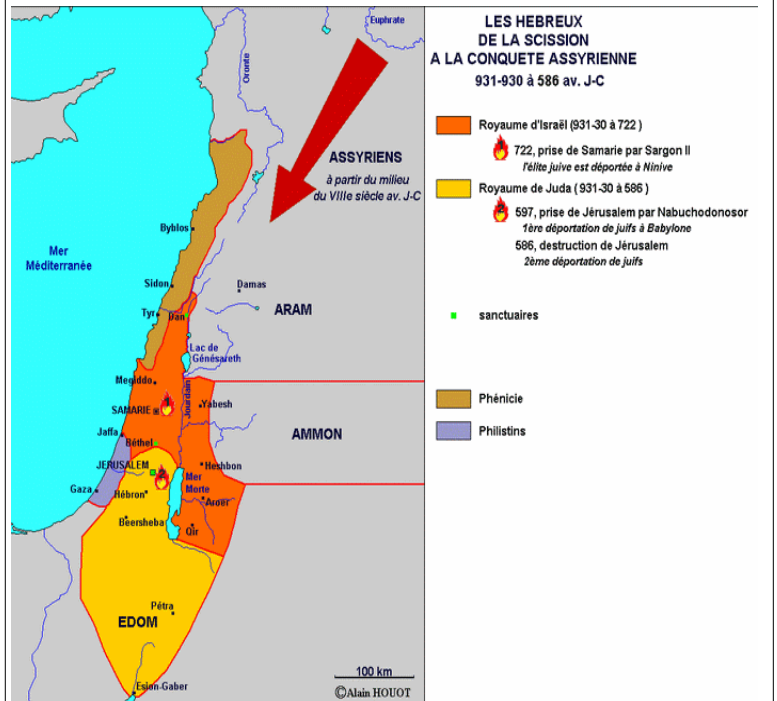 LES HEBREUX
DE LA SCISSION
A LA CONQUETE ASSYRIENNE
931-930 à 586 av. J-C
Royaume d'Israël (931-30 à 722 )
1
722, prise de Samarie par Sargon II
l'élite juive est déportée à Ninive
Royaume de Juda ( 931-30 à 586 )
2
597, prise de Jérusalem par Nabuchodonosor
1ère déportation de juifs à Babylone
586, destruction de Jérusalem
2ème déportation de juifs
sanctuaires
Phénicie
Philistins
Euphrate
Oronte
ASSYRIENS
à partir du milieu
du VIIIe siècle av. J-C
Byblos
Mer
Méditerranée
Sidon
Damas
Tyr
Dan
ARAM
Lac de
Génésareth
Megiddo
Jourdain
SAMARIE
1
Yabesh
Jaffa
Béthel
AMMON
JERUSALEM
2
Heshbon
Mer
Morte
Gaza
Hébron
Aroer
Beersheba
Qir
Pétra
EDOM
Esion-Gaber
100 km
©Alain HOUOT